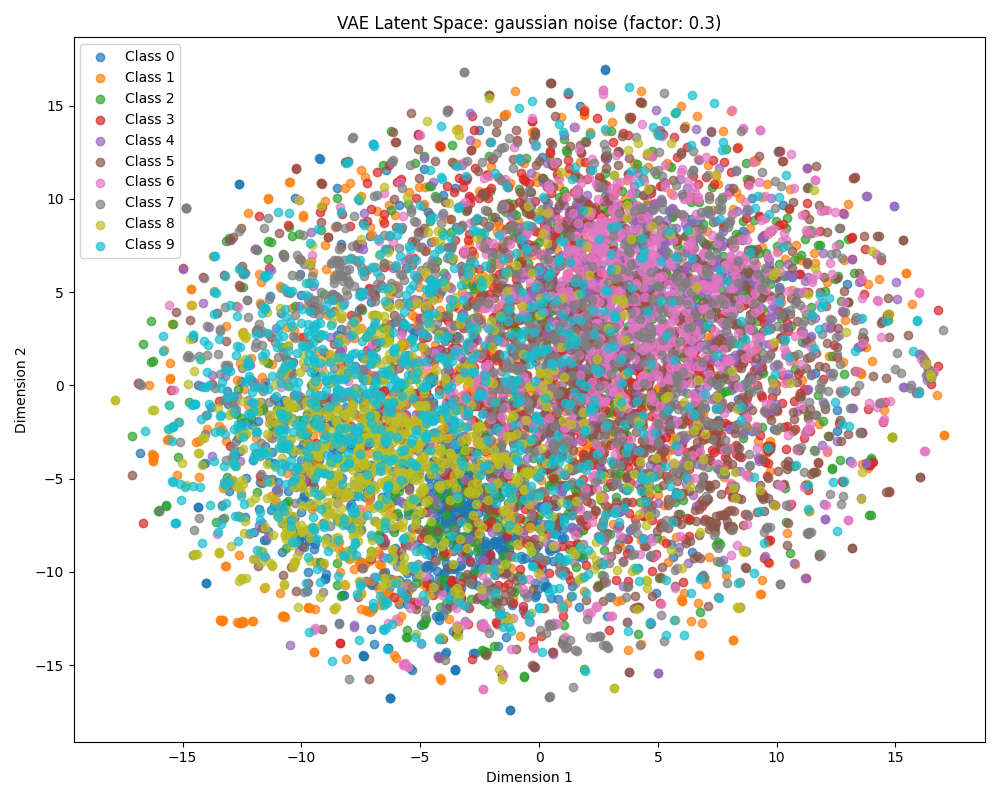 VAE Latent Space: gaussian noise (factor: 0.3)
Class 0
Class 1
Class 2
Class 3
Class 4
Class 5
Class 6
Class 7
Class 8
Class 9
15
10
5
0
−5
−10
−15
Dimension 2
−15 −10 −5 0 5 10 15
Dimension 1